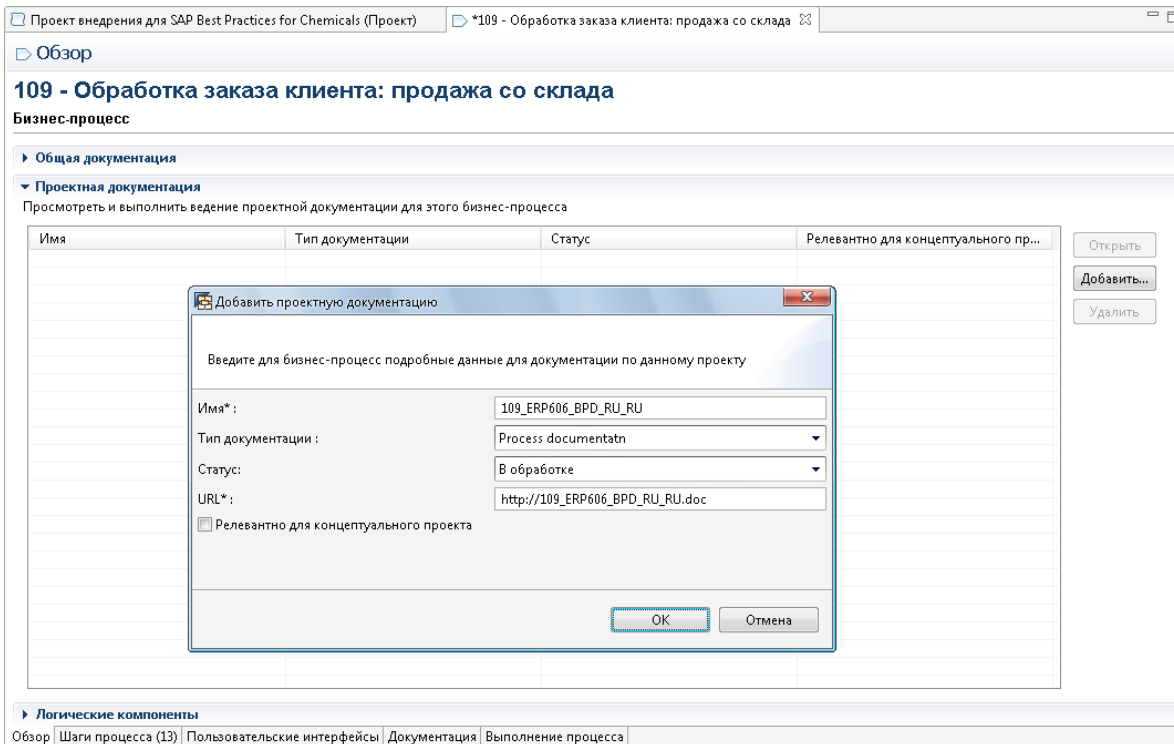 Проект внедрения для SAP Best Practices for Chemicals (Проект) *109 - Обработка заказа клиента: продажа со склада
Обзор
109 - Обработка заказа клиента: продажа со склада
Бизнес-процесс
Общая документация
Проектная документация
Просмотреть и выполнить ведение проектной документации для этого бизнес-процесса
Имя Тип документации Статус Релевантно для концептуального пр...
Открыть
Добавить...
Удалить
Добавить проектную документацию
Введите для бизнес-процесс подробные данные для документации по данному проекту
Имя* : 109_ERP606_BPD_RU_RU
Тип документации : Process documentatn
Статус: В обработке
URL* : http://109_ERP606_BPD_RU_RU.doc
Релевантно для концептуального проекта
OK Отмена
Логические компоненты
Обзор Шаги процесса (13) Пользовательские интерфейсы Документация Выполнение процесса